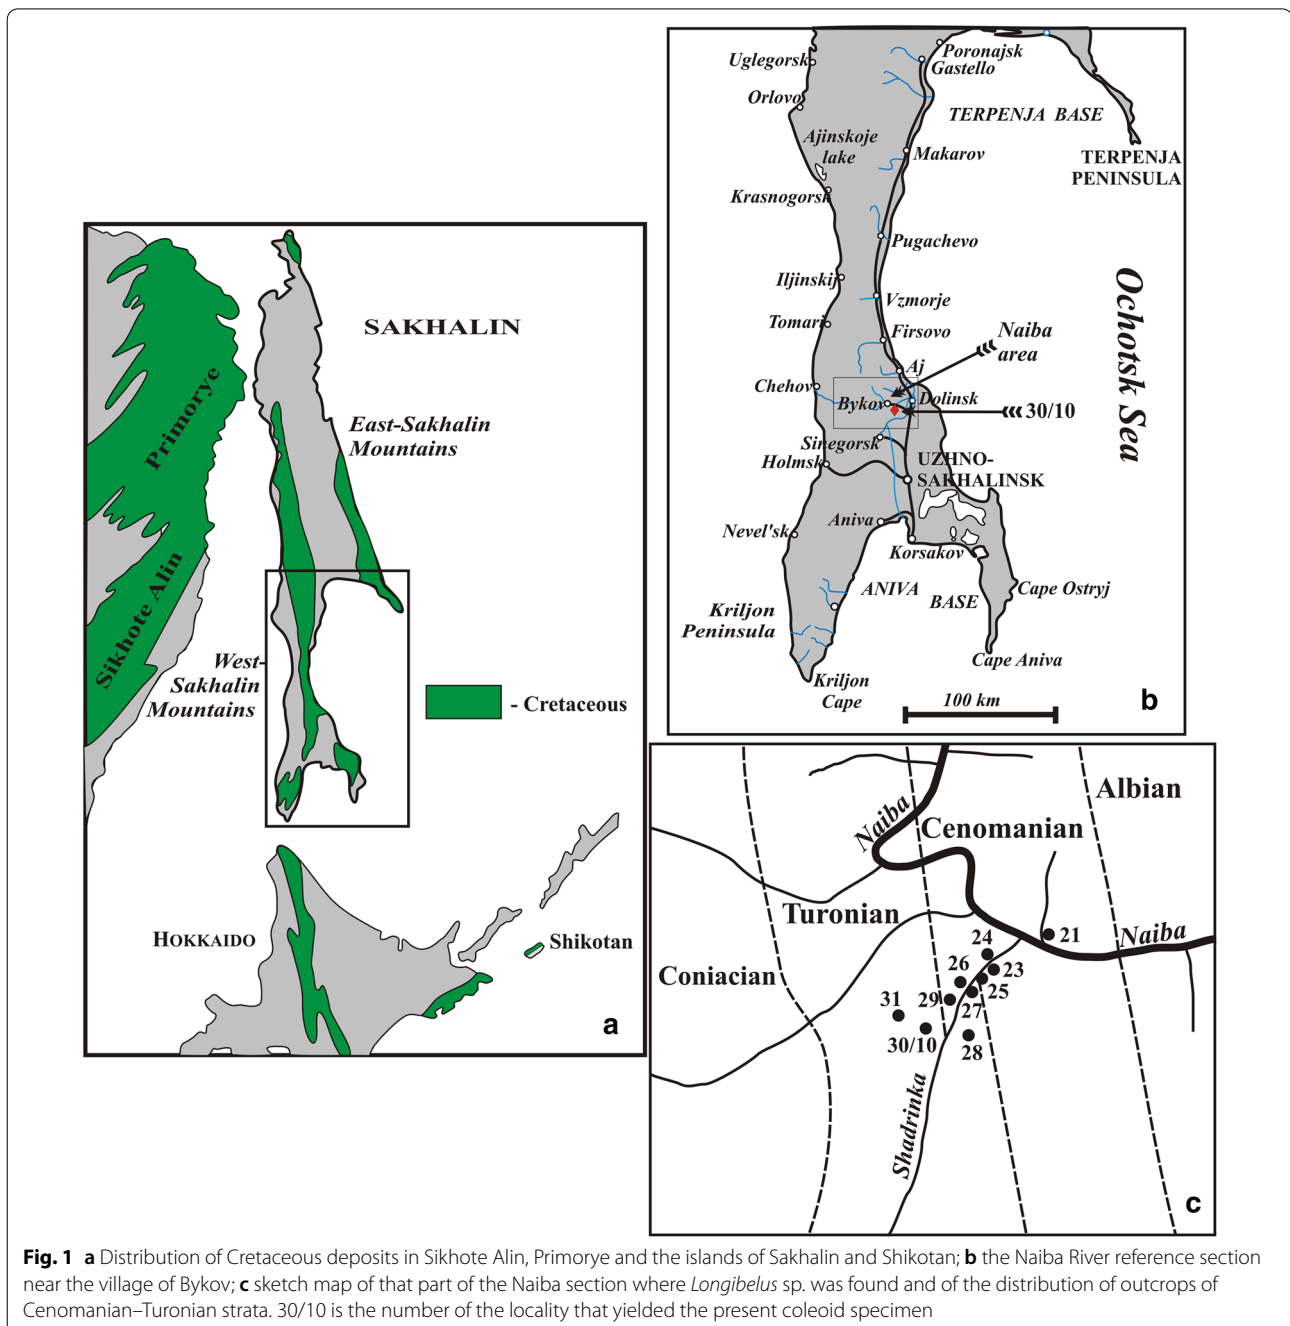 SAKHALIN
Primorye
East-Sakhalin
Mountains
Sikhote Alin
West-
Sakhalin
Mountains
- Cretaceous
HOKKAIDO
Shikotan
a
Uglegorsk
Poronajsk
Gastello
Orlovo
TERPENJA BASE
Ajinskoje
lake
Makarov
TERPENJA
PENINSULA
Krasnogorsk
Pugachevo
Ochotsk Sea
Iljinskij
Vzmorje
Tomari
Firsovo
Naiba
area
Aj
Chehov
Bykov
Dolinsk
30/10
Sinegorsk
Holmsk
UZHNO-
SAKHALINSK
Nevel'sk
Aniva
Korsakov
ANIVA BASE
Cape Ostryj
Kriljon
Peninsula
Cape Aniva
Kriljon
Cape
100 km
b
Albian
Naiba
Cenomanian
Turonian
21
Naiba
24
Coniacian
26
23
25
29
27
31
30/10
28
Shadrinka
c
Fig. 1 a Distribution of Cretaceous deposits in Sikhote Alin, Primorye and the islands of Sakhalin and Shikotan; b the Naiba River reference section
near the village of Bykov; c sketch map of that part of the Naiba section where Longibelus sp. was found and of the distribution of outcrops of
Cenomanian–Turonian strata. 30/10 is the number of the locality that yielded the present coleoid specimen